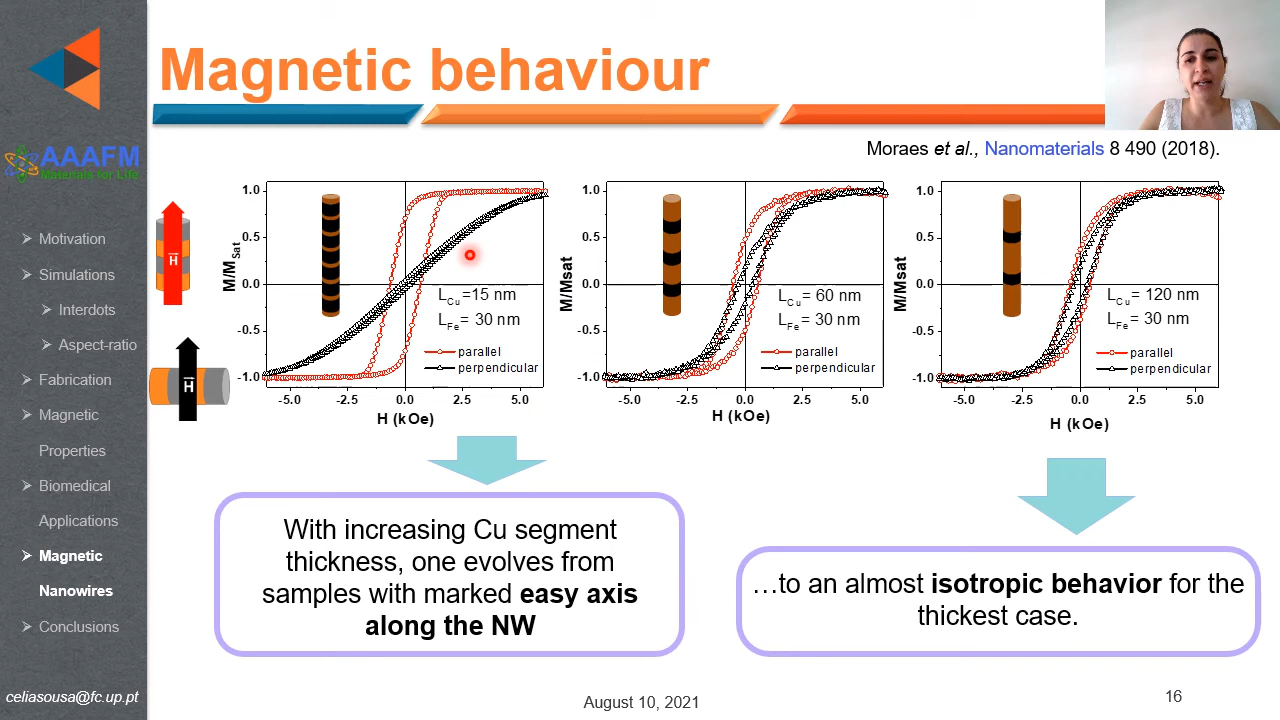 Magnetic behaviour
Moraes et al., Nanomaterials 8 490 (2018).
AAAFM
Materials for Life
Motivation
Simulations
Interdots
Aspect-ratio
Fabrication
Magnetic
Properties
Biomedical
Applications
Magnetic
Nanowires
Conclusions
celiasousa@fc.up.pt
H
H
M/MSat
1.0
0.5
0.0
-0.5
-1.0
-5.0 -2.5 0.0 2.5 5.0
H (kOe)
LCu=15 nm
LFe= 30 nm
parallel
perpendicular
M/Msat
1.0
0.5
0.0
-0.5
-1.0
-5.0 -2.5 0.0 2.5 5.0
H (kOe)
LCu= 60 nm
LFe= 30 nm
parallel
perpendicular
M/Msat
1.0
0.5
0.0
-0.5
-1.0
-5.0 -2.5 0.0 2.5 5.0
H (kOe)
LCu= 120 nm
LFe= 30 nm
parallel
perpendicular
With increasing Cu segment
thickness, one evolves from
samples with marked easy axis
along the NW
…to an almost isotropic behavior for the
thickest case.
August 10, 2021
16